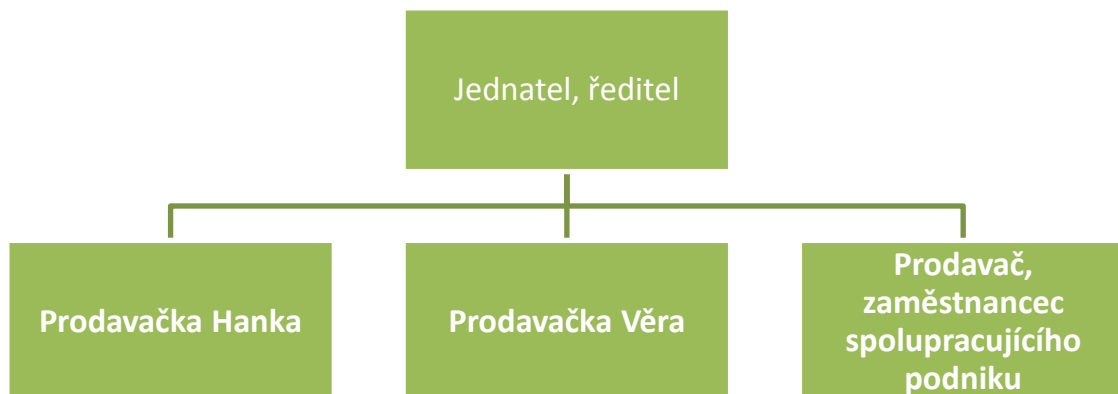 Jednatel, ředitel
Prodavačka Hanka
Prodavačka Věra
Prodavač,
zaměstnancec
spolupracujícího
podniku